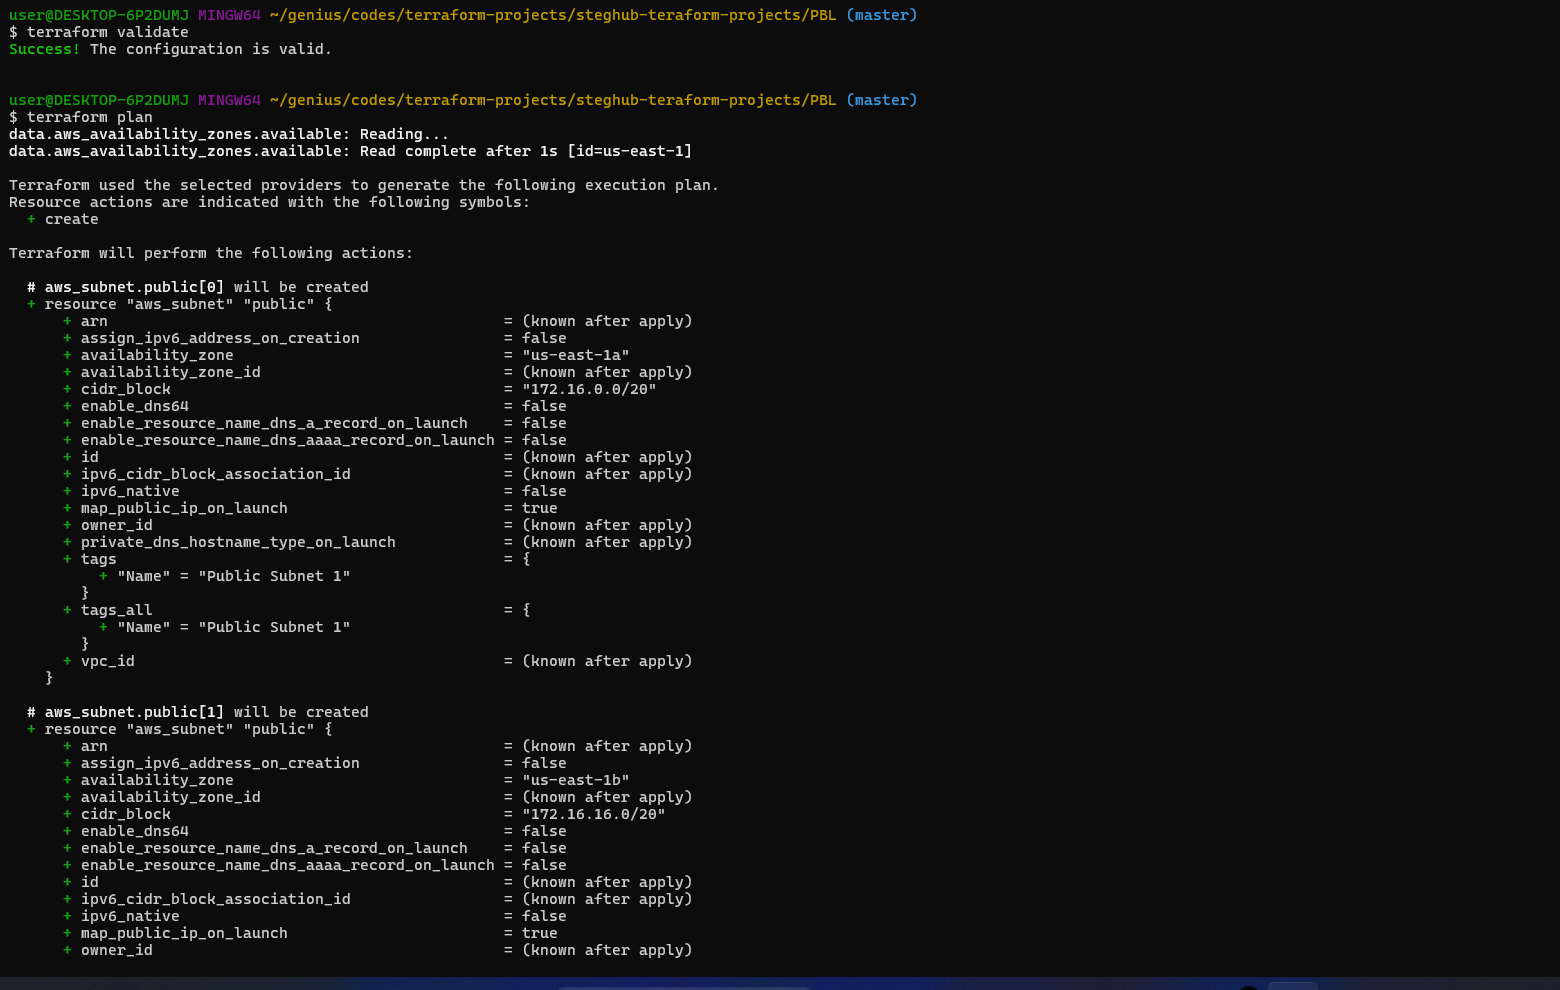 user@DESKTOP-6P2DUMJ MINGW64 ~/genius/codes/terraform-projects/steghub-teraform-projects/PBL (master)
$ terraform validate
Success! The configuration is valid.
user@DESKTOP-6P2DUMJ MINGW64 ~/genius/codes/terraform-projects/steghub-teraform-projects/PBL (master)
$ terraform plan
data.aws_availability_zones.available: Reading...
data.aws_availability_zones.available: Read complete after 1s [id=us-east-1]
Terraform used the selected providers to generate the following execution plan.
Resource actions are indicated with the following symbols:
  + create
Terraform will perform the following actions:
  # aws_subnet.public[0] will be created
  + resource "aws_subnet" "public" {
      + arn                                            = (known after apply)
      + assign_ipv6_address_on_creation                = false
      + availability_zone                              = "us-east-1a"
      + availability_zone_id                           = (known after apply)
      + cidr_block                                     = "172.16.0.0/20"
      + enable_dns64                                   = false
      + enable_resource_name_dns_a_record_on_launch    = false
      + enable_resource_name_dns_aaaa_record_on_launch = false
      + id                                             = (known after apply)
      + ipv6_cidr_block_association_id                 = (known after apply)
      + ipv6_native                                    = false
      + map_public_ip_on_launch                        = true
      + owner_id                                       = (known after apply)
      + private_dns_hostname_type_on_launch            = (known after apply)
      + tags                                           = {
          + "Name" = "Public Subnet 1"
        }
      + tags_all                                       = {
          + "Name" = "Public Subnet 1"
        }
      + vpc_id                                         = (known after apply)
    }
  # aws_subnet.public[1] will be created
  + resource "aws_subnet" "public" {
      + arn                                            = (known after apply)
      + assign_ipv6_address_on_creation                = false
      + availability_zone                              = "us-east-1b"
      + availability_zone_id                           = (known after apply)
      + cidr_block                                     = "172.16.16.0/20"
      + enable_dns64                                   = false
      + enable_resource_name_dns_a_record_on_launch    = false
      + enable_resource_name_dns_aaaa_record_on_launch = false
      + id                                             = (known after apply)
      + ipv6_cidr_block_association_id                 = (known after apply)
      + ipv6_native                                    = false
      + map_public_ip_on_launch                        = true
      + owner_id                                       = (known after apply)